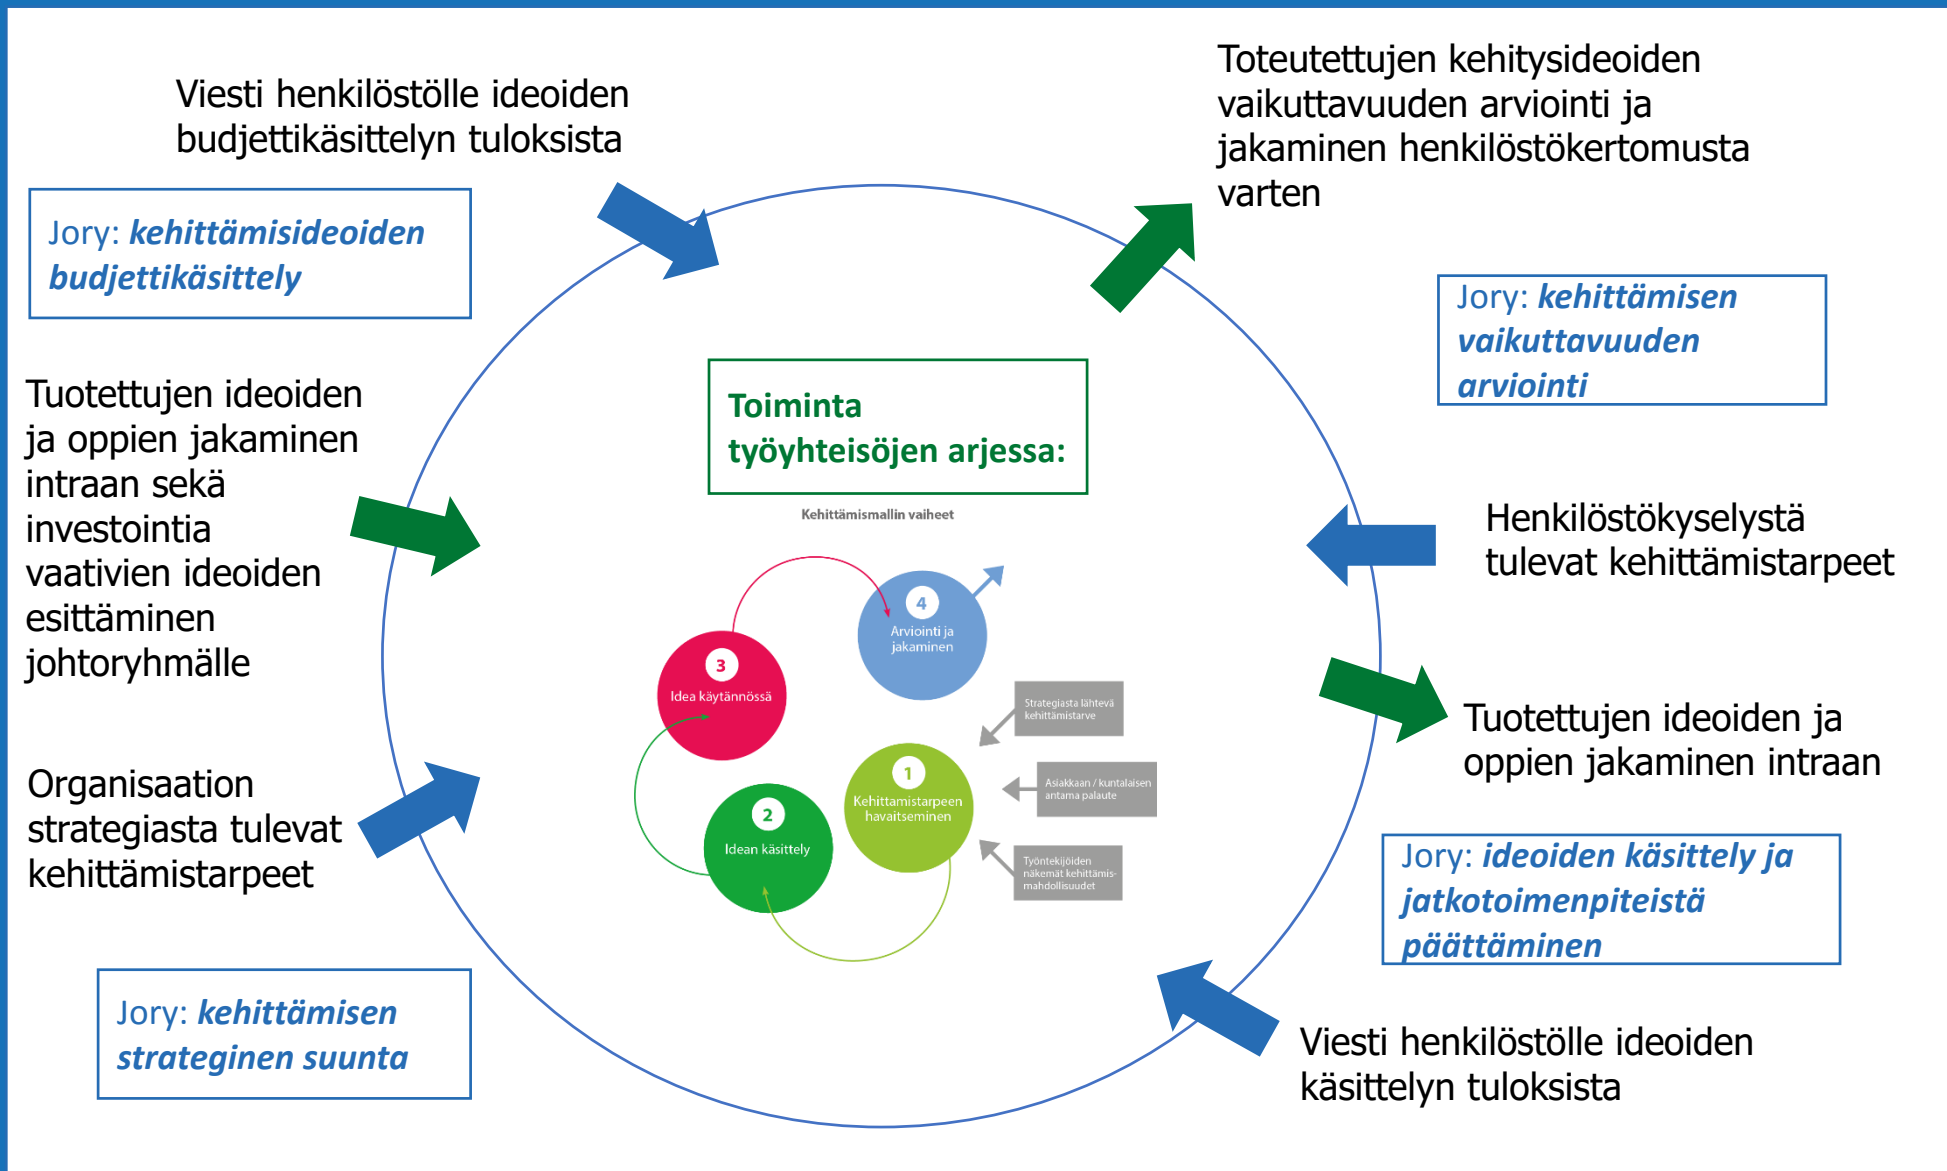 Viesti henkilöstölle ideoiden
budjettikäsittelyn tuloksista
Toteutettujen kehitysideoiden
vaikuttavuuden arviointi ja
jakaminen henkilöstökertomusta
varten
Jory: kehittämisideoiden
budjettikäsittely
Jory: kehittämisen
vaikuttavuuden
arviointi
Tuotettujen ideoiden
ja oppien jakaminen
intraan sekä
investointia
vaativien ideoiden
esittäminen
johtoryhmälle
Toiminta
työyhteisöjen arjessa:
Kehittämismallin vaiheet
4
Arviointi ja
jakaminen
3
Idea käytännössä
2
Idean käsittely
1
Kehittamistarpeen
havaitseminen
Strategiasta lähtevä
kehittämistarve
Asiakkaan / kuntalaisen
antama palaute
Työntekijöiden
näkemät kehittämis-
mahdollisuudet
Henkilöstökyselystä
tulevat kehittämistarpeet
Tuotettujen ideoiden ja
oppien jakaminen intraan
Organisaation
strategiasta tulevat
kehittämistarpeet
Jory: ideoiden käsittely ja
jatkotoimenpiteistä
päättäminen
Jory: kehittämisen
strateginen suunta
Viesti henkilöstölle ideoiden
käsittelyn tuloksista